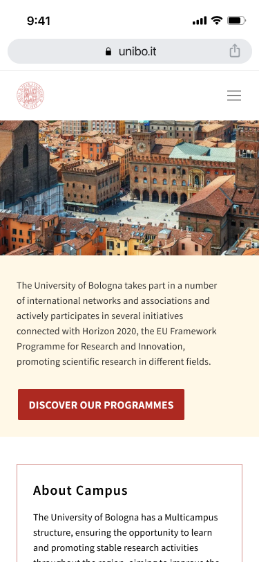 9:41
unibo.it
The University of Bologna takes part in a number
of international networks and associations and
actively participates in several initiatives
connected with Horizon 2020, the EU Framework
Programme for Research and Innovation,
promoting scientific research in different fields.
DISCOVER OUR PROGRAMMES
About Campus
The University of Bologna has a Multicampus
structure, ensuring the opportunity to learn
and promoting stable research activities
throughout the region, aiming to improve the